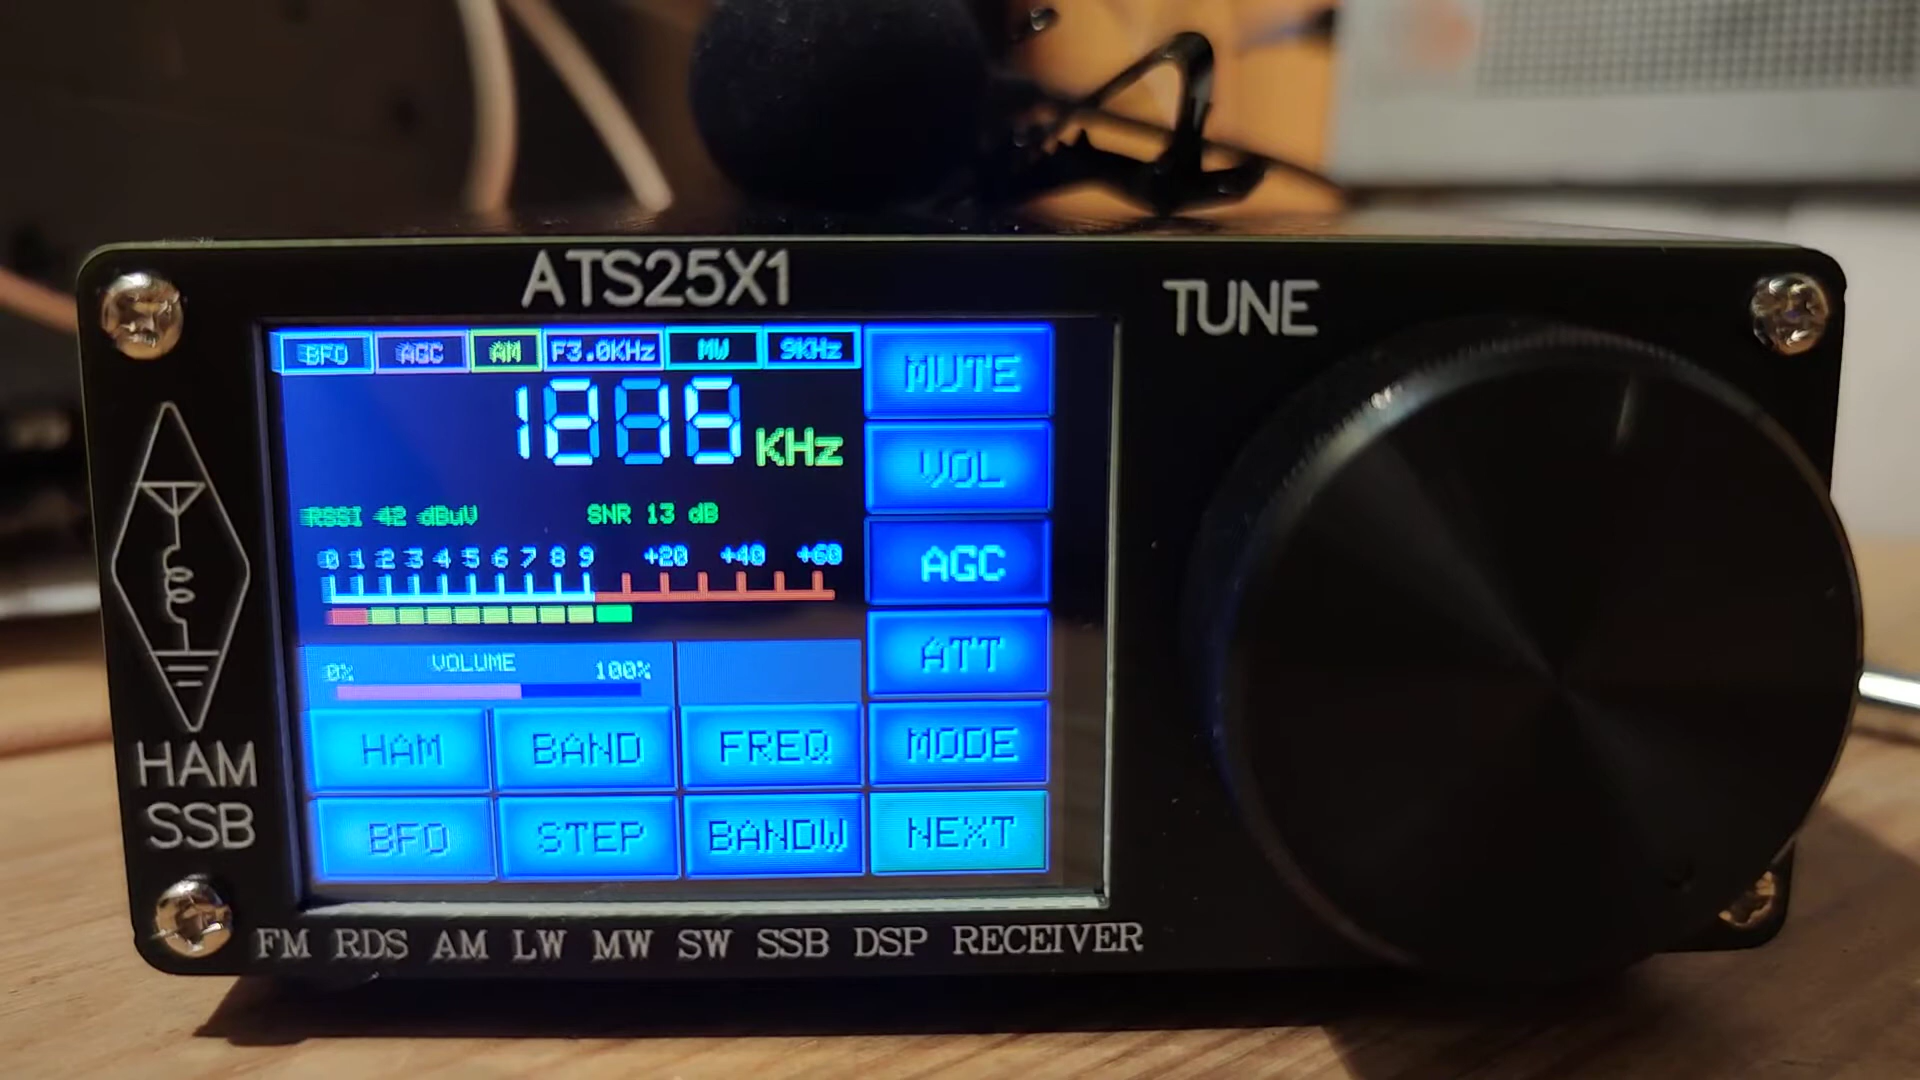 ATS25X1
TUNE
BFO AGC AM F3.0KHz MW 9KHz
1215 KHz
RSSI 42 dBuV SNR 13 dB
0 1 2 3 4 5 6 7 8 9 +20 +40 +60
0% VOLUME 100%
MUTE
VOL
AGC
ATT
HAM BAND FREQ MODE
BFO STEP BANDW NEXT
HAM
SSB
FM RDS AM LW MW SW SSB DSP RECEIVER